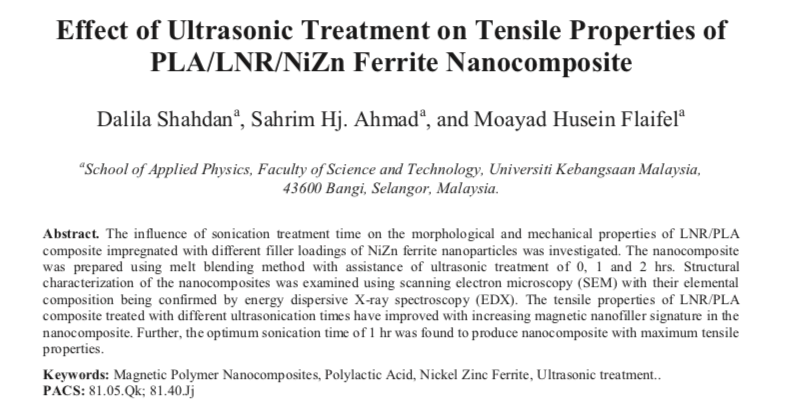 Effect of Ultrasonic Treatment on Tensile Properties of
PLA/LNR/NiZn Ferrite Nanocomposite
Dalila Shahdanᵃ, Sahrim Hj. Ahmadᵃ, and Moayad Husein Flaifelᵃ
ᵃSchool of Applied Physics, Faculty of Science and Technology, Universiti Kebangsaan Malaysia,
43600 Bangi, Selangor, Malaysia.
Abstract. The influence of sonication treatment time on the morphological and mechanical properties of LNR/PLA
composite impregnated with different filler loadings of NiZn ferrite nanoparticles was investigated. The nanocomposite
was prepared using melt blending method with assistance of ultrasonic treatment of 0, 1 and 2 hrs. Structural
characterization of the nanocomposites was examined using scanning electron microscopy (SEM) with their elemental
composition being confirmed by energy dispersive X-ray spectroscopy (EDX). The tensile properties of LNR/PLA
composite treated with different ultrasonication times have improved with increasing magnetic nanofiller signature in the
nanocomposite. Further, the optimum sonication time of 1 hr was found to produce nanocomposite with maximum tensile
properties.
Keywords: Magnetic Polymer Nanocomposites, Polylactic Acid, Nickel Zinc Ferrite, Ultrasonic treatment..
PACS: 81.05.Qk; 81.40.Jj